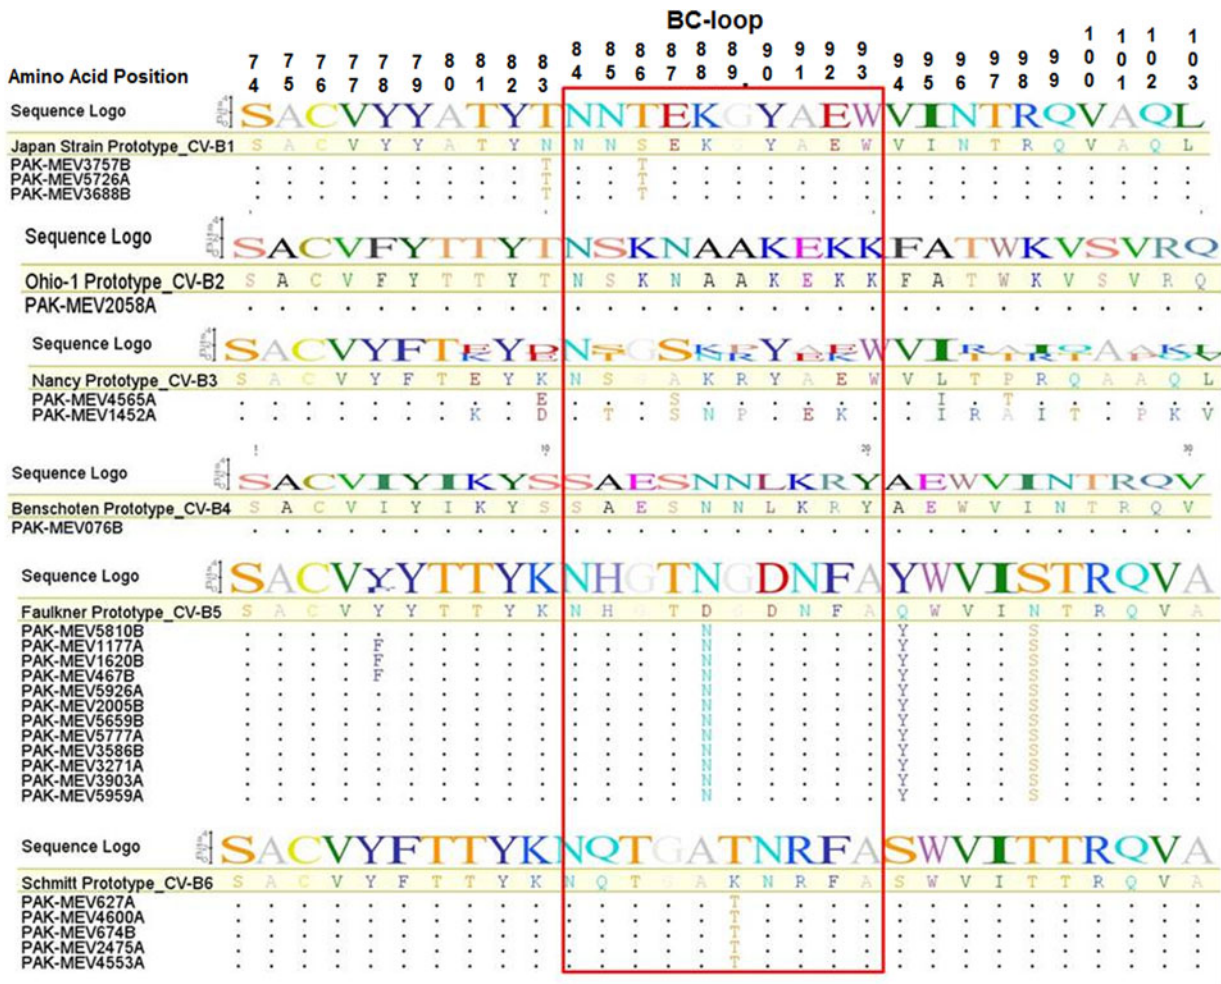 BC-loop
Amino Acid Position 74 75 76 77 78 79 80 81 82 83 84 85 86 87 88 89 90 91 92 93 94 95 96 97 98 99 100 101 102 103
Sequence Logo SACVYYATYTNNTEKGYAEWVINTRQVAQL
Japan Strain Prototype_CV-B1 S A C V Y Y A T Y N N N S E K G Y A E W V I N T R Q V A Q L
PAK-MEV3757B . . . . . . . . . T . . T . . . . . . . . . . . . . . . . .
PAK-MEV5726A . . . . . . . . . T . . T . . . . . . . . . . . . . . . . .
PAK-MEV3688B . . . . . . . . . T . . T . . . . . . . . . . . . . . . . .
Sequence Logo SACVFYTTYTNSKNAAKEKKFATWKVSVRQ
Ohio-1 Prototype_CV-B2 S A C V F Y T T Y T N S K N A A K E K K F A T W K V S V R Q
PAK-MEV2058A . . . . . . . . . . . . . . . . . . . . . . . . . . . . . .
Sequence Logo SACVYFT
Nancy Prototype_CV-B3 S A C V Y F T E Y K N S G A K R Y A E W V L T P R Q A A Q L
PAK-MEV4565A . . . . . . . . . E . . . S . . . . . . . I . T . . . . . .
PAK-MEV1452A . . . . . . . K . D . T . S N P . E K . . I R A I T . P K V
1 10 20 30
Sequence Logo SACVIYIKYSSAESNNLKRYAEWVINTRQV
Benschoten Prototype_CV-B4 S A C V I Y I K Y S S A E S N N L K R Y A E W V I N T R Q V
PAK-MEV076B . . . . . . . . . . . . . . . . . . . . . . . . . . . . . .
Sequence Logo SACVYYTTYKNHGTNGDNFAYWVISTRQVA
Faulkner Prototype_CV-B5 S A C V Y Y T T Y K N H G T D G D N F A Q W V I N T R Q V A
PAK-MEV5810B . . . . . . . . . . . . . . N . . . . . Y . . . S . . . . .
PAK-MEV1177A . . . . F . . . . . . . . . N . . . . . Y . . . S . . . . .
PAK-MEV1620B . . . . F . . . . . . . . . N . . . . . Y . . . S . . . . .
PAK-MEV467B . . . . F . . . . . . . . . N . . . . . Y . . . S . . . . .
PAK-MEV5926A . . . . . . . . . . . . . . N . . . . . Y . . . S . . . . .
PAK-MEV2005B . . . . . . . . . . . . . . N . . . . . Y . . . S . . . . .
PAK-MEV5659B . . . . . . . . . . . . . . N . . . . . Y . . . S . . . . .
PAK-MEV5777A . . . . . . . . . . . . . . N . . . . . Y . . . S . . . . .
PAK-MEV3586B . . . . . . . . . . . . . . N . . . . . Y . . . S . . . . .
PAK-MEV3271A . . . . . . . . . . . . . . N . . . . . Y . . . S . . . . .
PAK-MEV3903A . . . . . . . . . . . . . . N . . . . . Y . . . S . . . . .
PAK-MEV5959A . . . . . . . . . . . . . . N . . . . . Y . . . S . . . . .
Sequence Logo SACVYFTTYKNQTGATNRFASWVITTRQVA
Schmitt Prototype_CV-B6 S A C V Y F T T Y K N Q T G A K N R F A S W V I T T R Q V A
PAK-MEV627A . . . . . . . . . . . . . . . T . . . . . . . . . . . . . .
PAK-MEV4600A . . . . . . . . . . . . . . . T . . . . . . . . . . . . . .
PAK-MEV674B . . . . . . . . . . . . . . . T . . . . . . . . . . . . . .
PAK-MEV2475A . . . . . . . . . . . . . . . T . . . . . . . . . . . . . .
PAK-MEV4553A . . . . . . . . . . . . . . . T . . . . . . . . . . . . . .